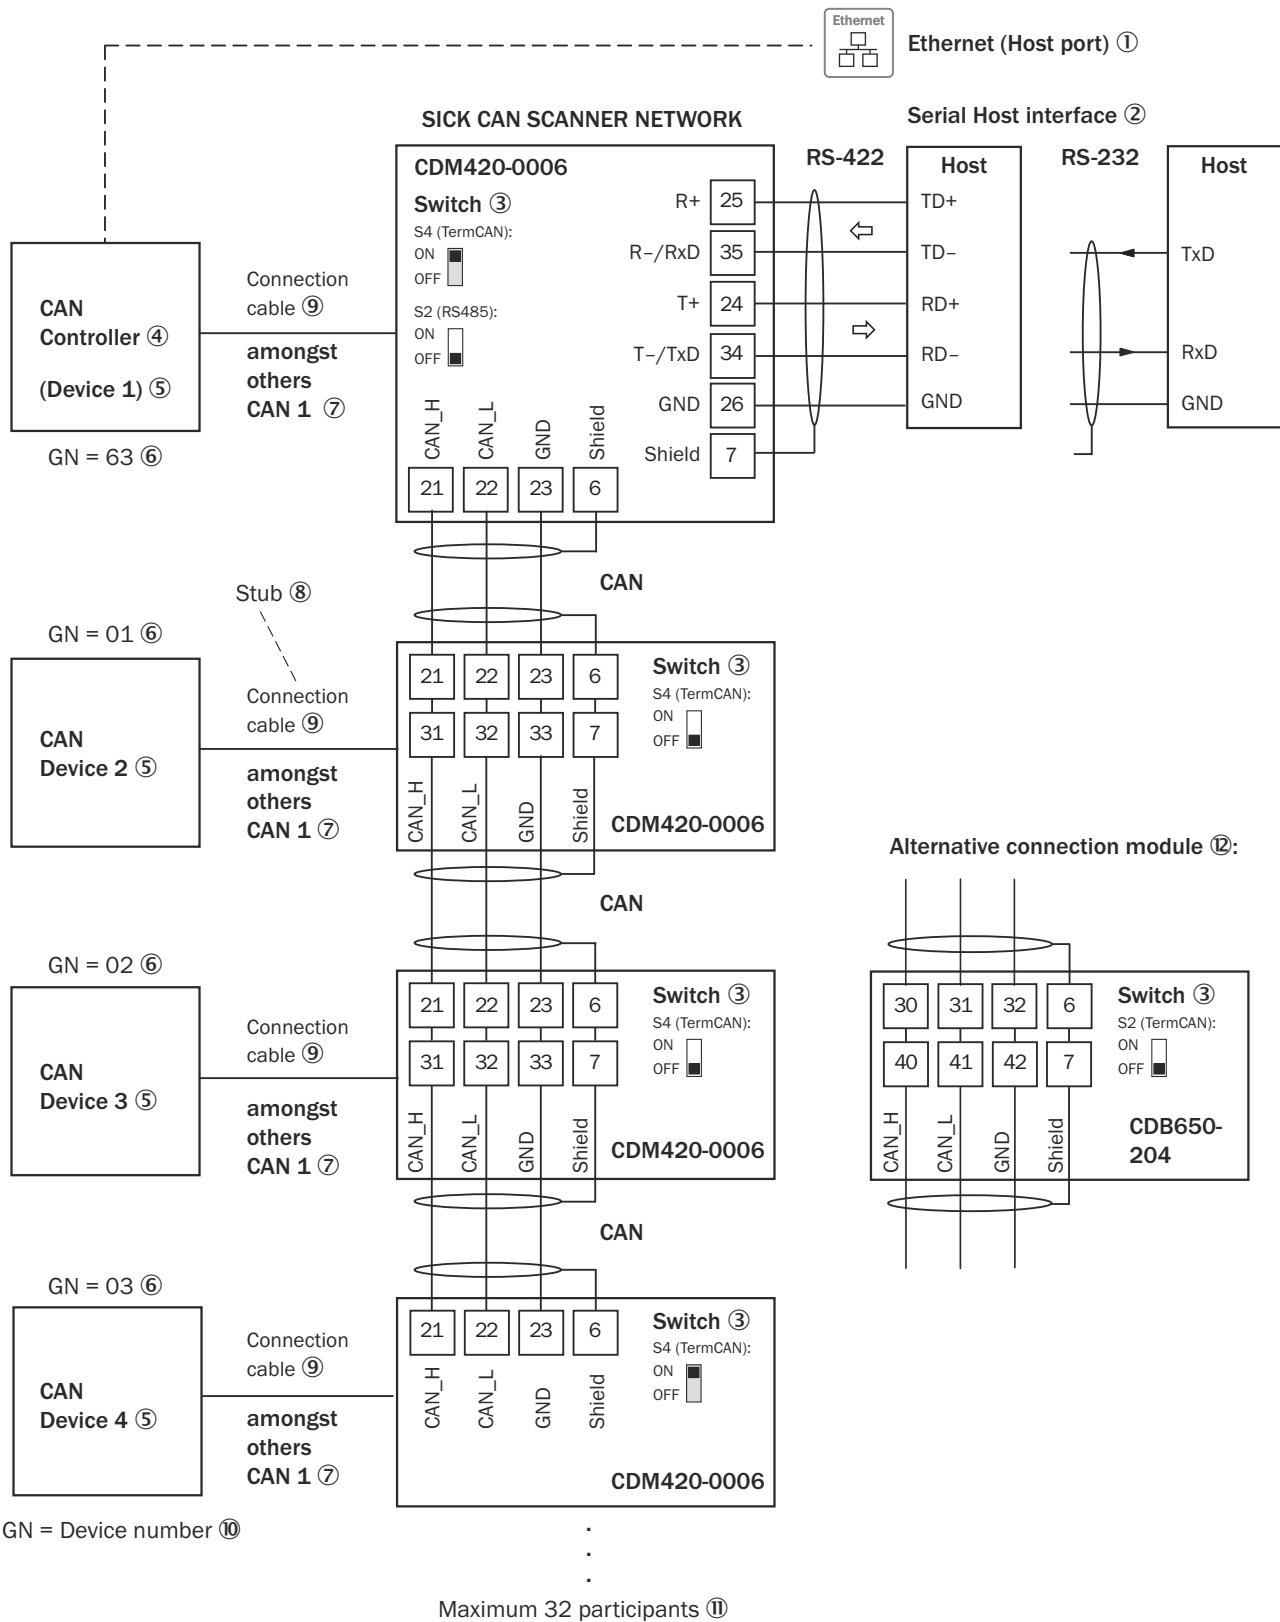 Ethernet
Ethernet (Host port) ①
SICK CAN SCANNER NETWORK
Serial Host interface ②
CDM420-0006
Switch ③
S4 (TermCAN):
ON
OFF
S2 (RS485):
ON
OFF
R+ 25
R–/RxD 35
T+ 24
T–/TxD 34
GND 26
Shield 7
RS-422
Host
TD+
TD–
RD+
RD–
GND
RS-232
Host
TxD
RxD
GND
CAN
Controller ④
(Device 1) ⑤
GN = 63 ⑥
Connection
cable ⑨
amongst
others
CAN 1 ⑦
CAN_H CAN_L GND Shield
21 22 23 6
CAN
Stub ⑧
GN = 01 ⑥
CAN
Device 2 ⑤
Connection
cable ⑨
amongst
others
CAN 1 ⑦
21 22 23 6
31 32 33 7
CAN_H CAN_L GND Shield
Switch ③
S4 (TermCAN):
ON
OFF
CDM420-0006
CAN
GN = 02 ⑥
CAN
Device 3 ⑤
Connection
cable ⑨
amongst
others
CAN 1 ⑦
21 22 23 6
31 32 33 7
CAN_H CAN_L GND Shield
Switch ③
S4 (TermCAN):
ON
OFF
CDM420-0006
CAN
Alternative connection module ⑫:
30 31 32 6
40 41 42 7
CAN_H CAN_L GND Shield
Switch ③
S2 (TermCAN):
ON
OFF
CDB650-
204
GN = 03 ⑥
CAN
Device 4 ⑤
Connection
cable ⑨
amongst
others
CAN 1 ⑦
21 22 23 6
CAN_H CAN_L GND Shield
Switch ③
S4 (TermCAN):
ON
OFF
CDM420-0006
GN = Device number ⑩
.
.
.
Maximum 32 participants ⑪